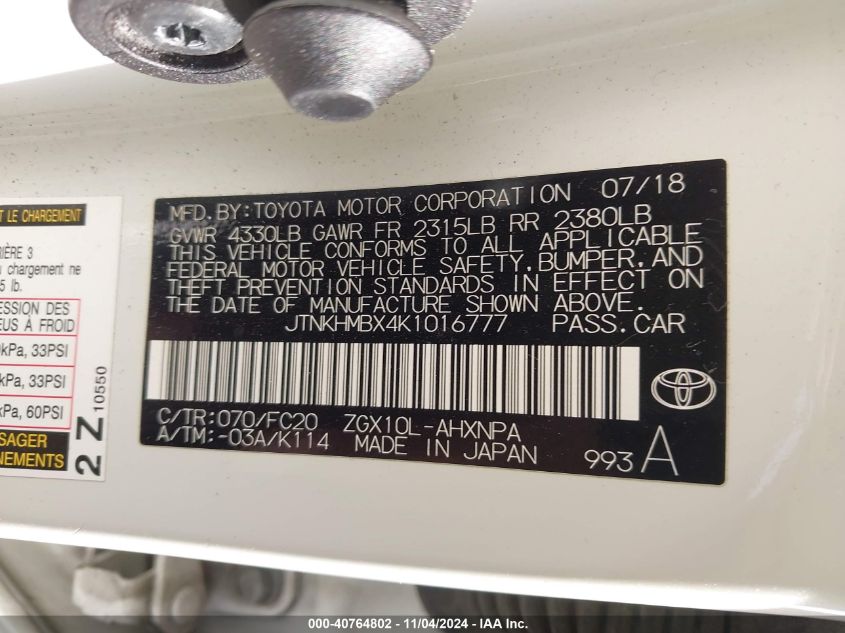 T LE CHARGEMENT
IÈRE 3
u chargement ne
5 lb.
ESSION DES
EUS À FROID
kPa, 33PSI
kPa, 33PSI
kPa, 60PSI
SAGER
NEMENTS
2 Z 10550
MFD. BY: TOYOTA MOTOR CORPORATION 07/18
GVWR 4330LB GAWR FR 2315LB RR 2380LB
THIS VEHICLE CONFORMS TO ALL APPLICABLE
FEDERAL MOTOR VEHICLE SAFETY, BUMPER, AND
THEFT PREVENTION STANDARDS IN EFFECT ON
THE DATE OF MANUFACTURE SHOWN ABOVE.
JTNKHMBX4K1016777 PASS. CAR
C/TR: 070/FC20 ZGX10L-AHXNPA
A/TM: -03A/K114 MADE IN JAPAN
993 A
000-40764802 - 11/04/2024 - IAA Inc.